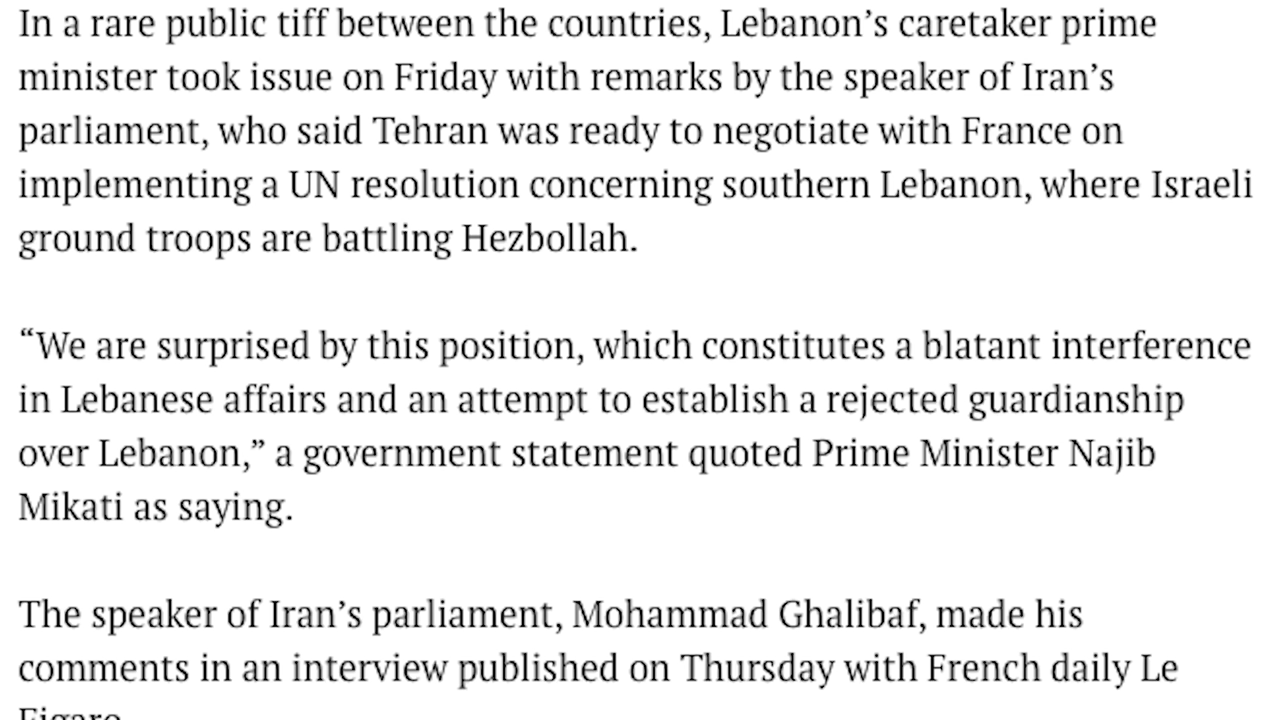 In a rare public tiff between the countries, Lebanon’s caretaker prime
minister took issue on Friday with remarks by the speaker of Iran’s
parliament, who said Tehran was ready to negotiate with France on
implementing a UN resolution concerning southern Lebanon, where Israeli
ground troops are battling Hezbollah.
“We are surprised by this position, which constitutes a blatant interference
in Lebanese affairs and an attempt to establish a rejected guardianship
over Lebanon,” a government statement quoted Prime Minister Najib
Mikati as saying.
The speaker of Iran’s parliament, Mohammad Ghalibaf, made his
comments in an interview published on Thursday with French daily Le
Figaro